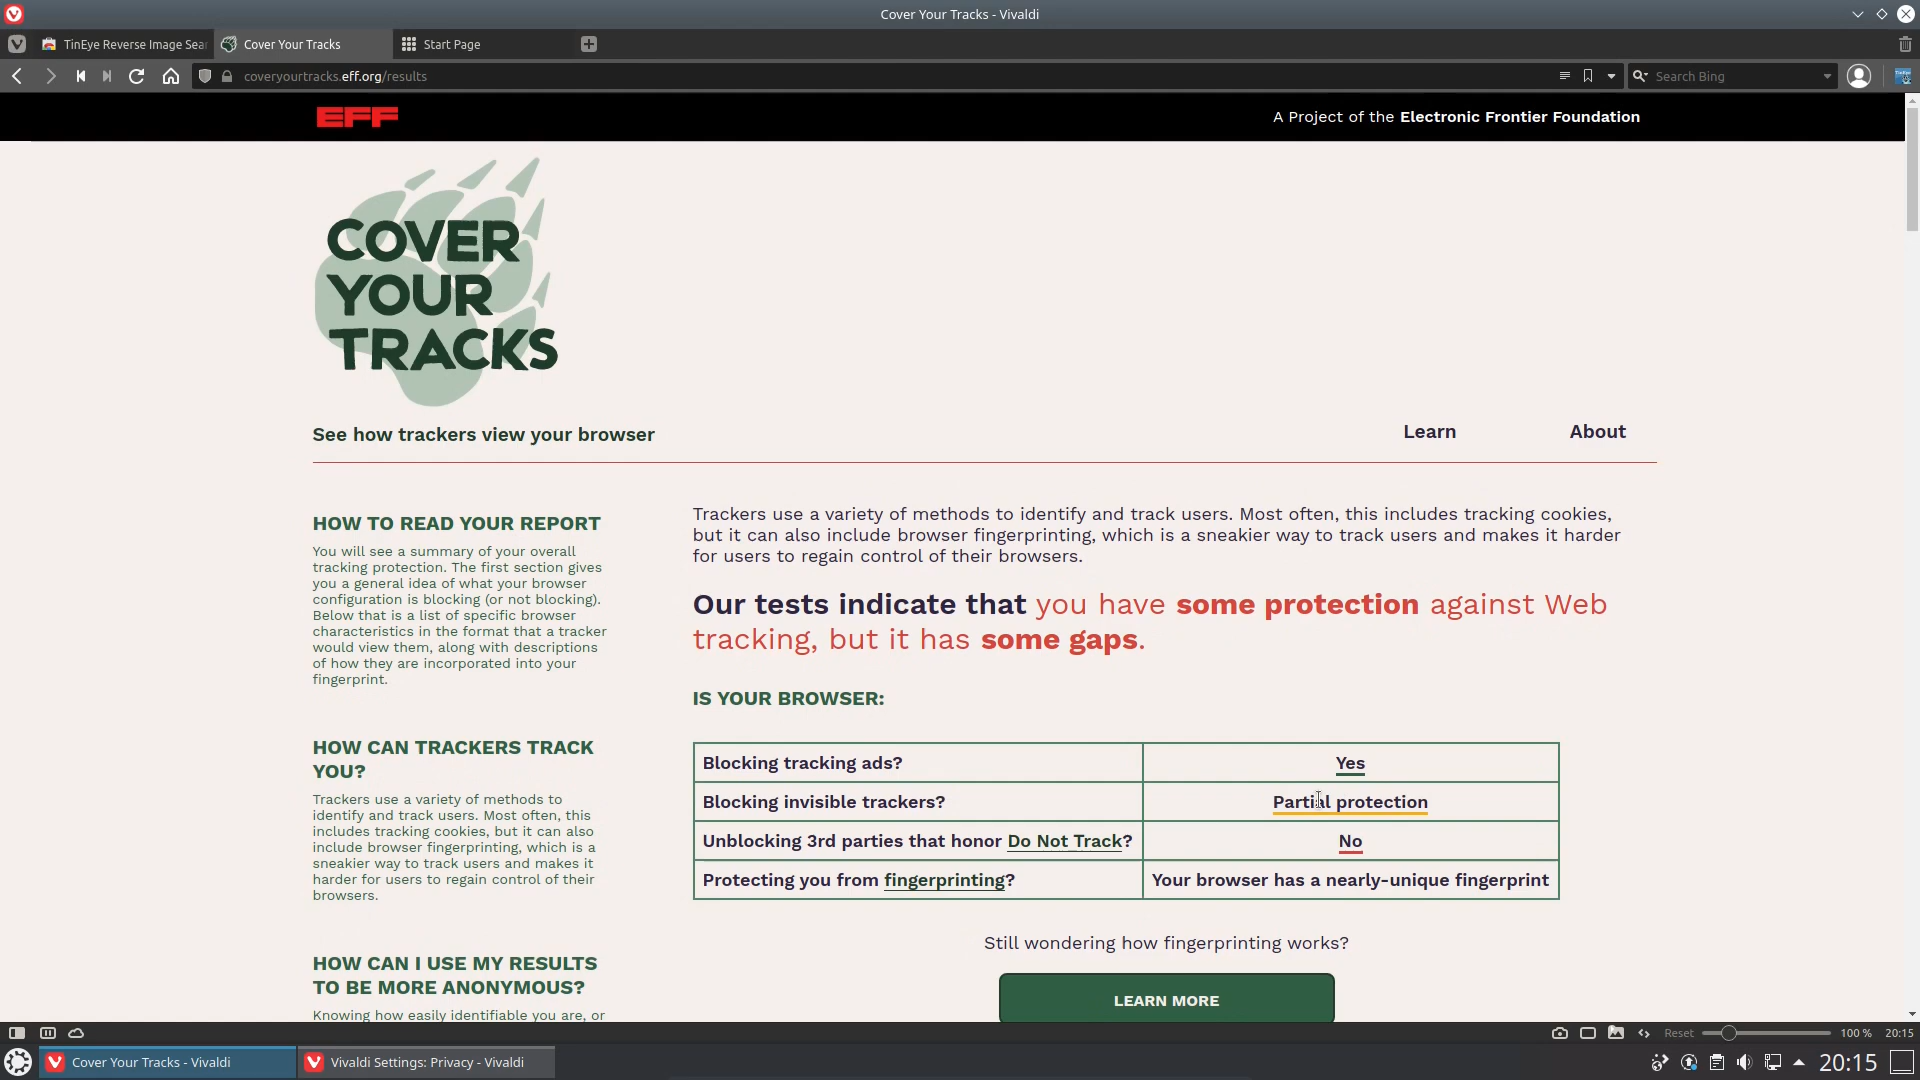 Cover Your Tracks - Vivaldi
TinEye Reverse Image Sear
Cover Your Tracks
Start Page
coveryourtracks.eff.org/results
Search Bing
EFF
A Project of the Electronic Frontier Foundation
COVER
YOUR
TRACKS
See how trackers view your browser
Learn
About
HOW TO READ YOUR REPORT
You will see a summary of your overall
tracking protection. The first section gives
you a general idea of what your browser
configuration is blocking (or not blocking).
Below that is a list of specific browser
characteristics in the format that a tracker
would view them, along with descriptions
of how they are incorporated into your
fingerprint.
HOW CAN TRACKERS TRACK
YOU?
Trackers use a variety of methods to
identify and track users. Most often, this
includes tracking cookies, but it can also
include browser fingerprinting, which is a
sneakier way to track users and makes it
harder for users to regain control of their
browsers.
HOW CAN I USE MY RESULTS
TO BE MORE ANONYMOUS?
Knowing how easily identifiable you are, or
Trackers use a variety of methods to identify and track users. Most often, this includes tracking cookies,
but it can also include browser fingerprinting, which is a sneakier way to track users and makes it harder
for users to regain control of their browsers.
Our tests indicate that you have some protection against Web
tracking, but it has some gaps.
IS YOUR BROWSER:
Blocking tracking ads? Yes
Blocking invisible trackers? Partial protection
Unblocking 3rd parties that honor Do Not Track? No
Protecting you from fingerprinting? Your browser has a nearly-unique fingerprint
Still wondering how fingerprinting works?
LEARN MORE
Reset
100 %
20:15
Cover Your Tracks - Vivaldi
Vivaldi Settings: Privacy - Vivaldi
20:15